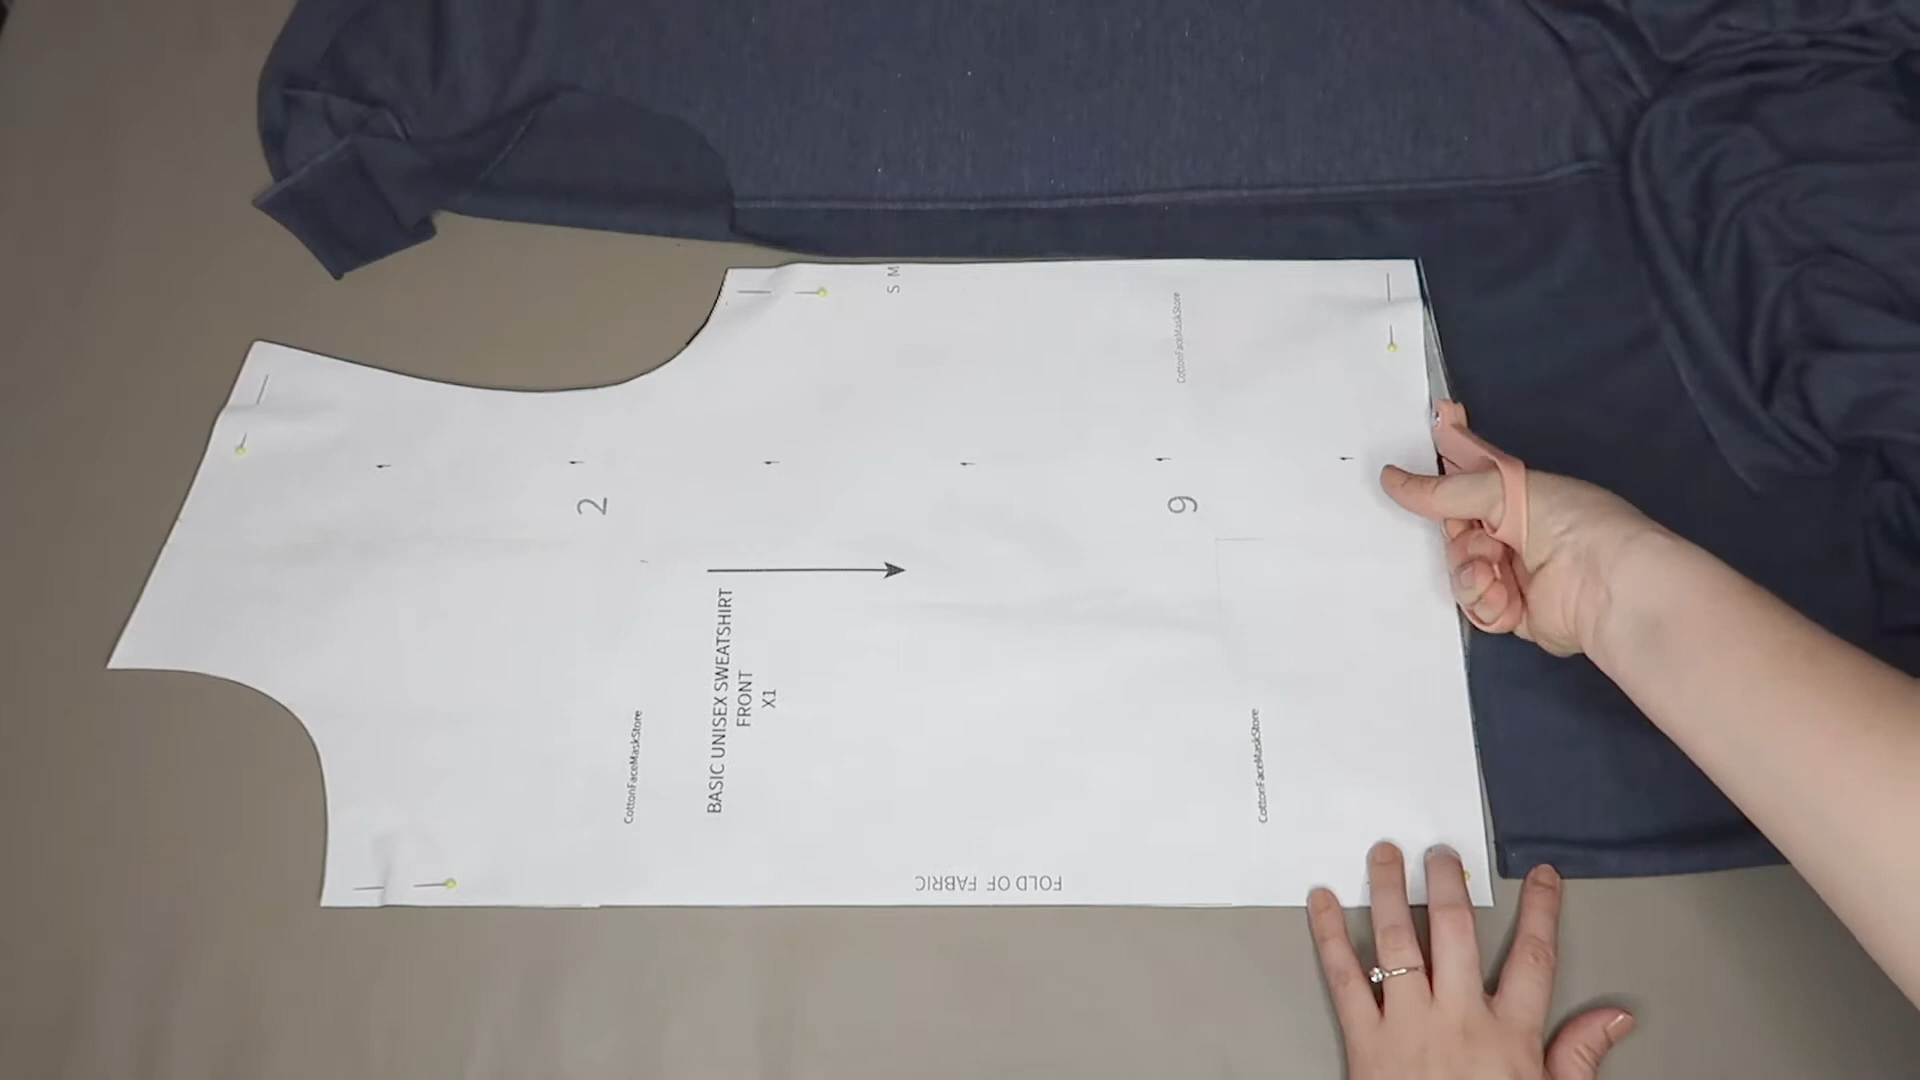 S M
CottonFaceMaskStore
2
9
BASIC UNISEX SWEATSHIRT
FRONT
X1
CottonFaceMaskStore
CottonFaceMaskStore
FOLD OF FABRIC